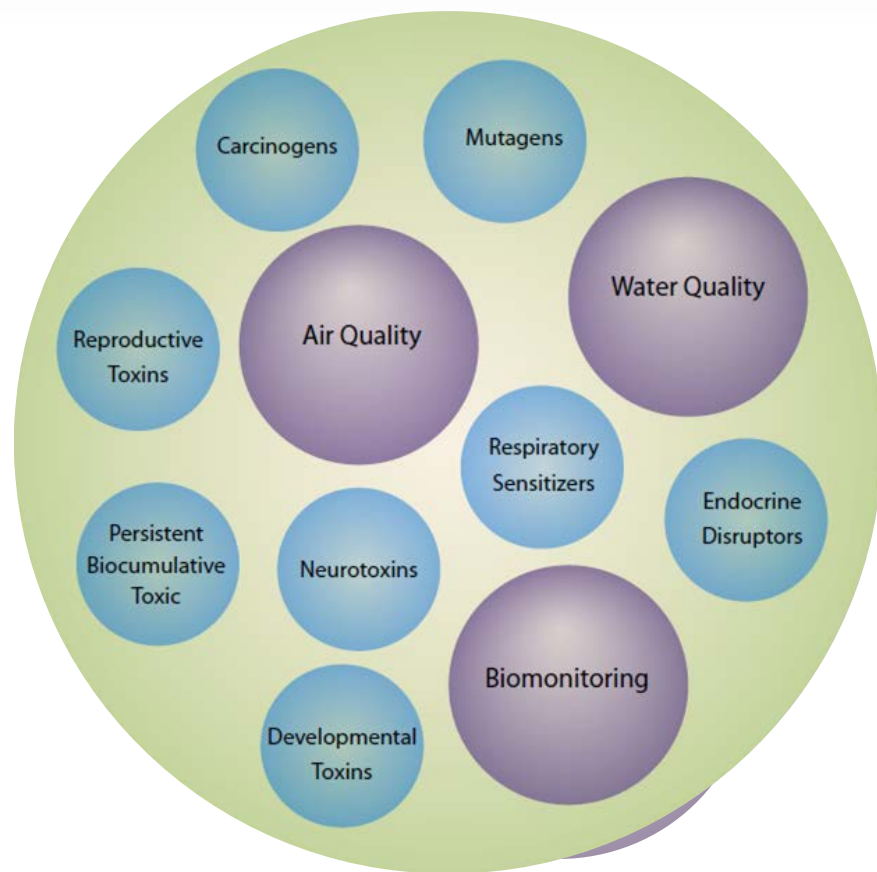 Carcinogens
Mutagens
Water Quality
Air Quality
Reproductive
Toxins
Respiratory
Sensitizers
Endocrine
Disruptors
Persistent
Biocumulative
Toxic
Neurotoxins
Biomonitoring
Developmental
Toxins